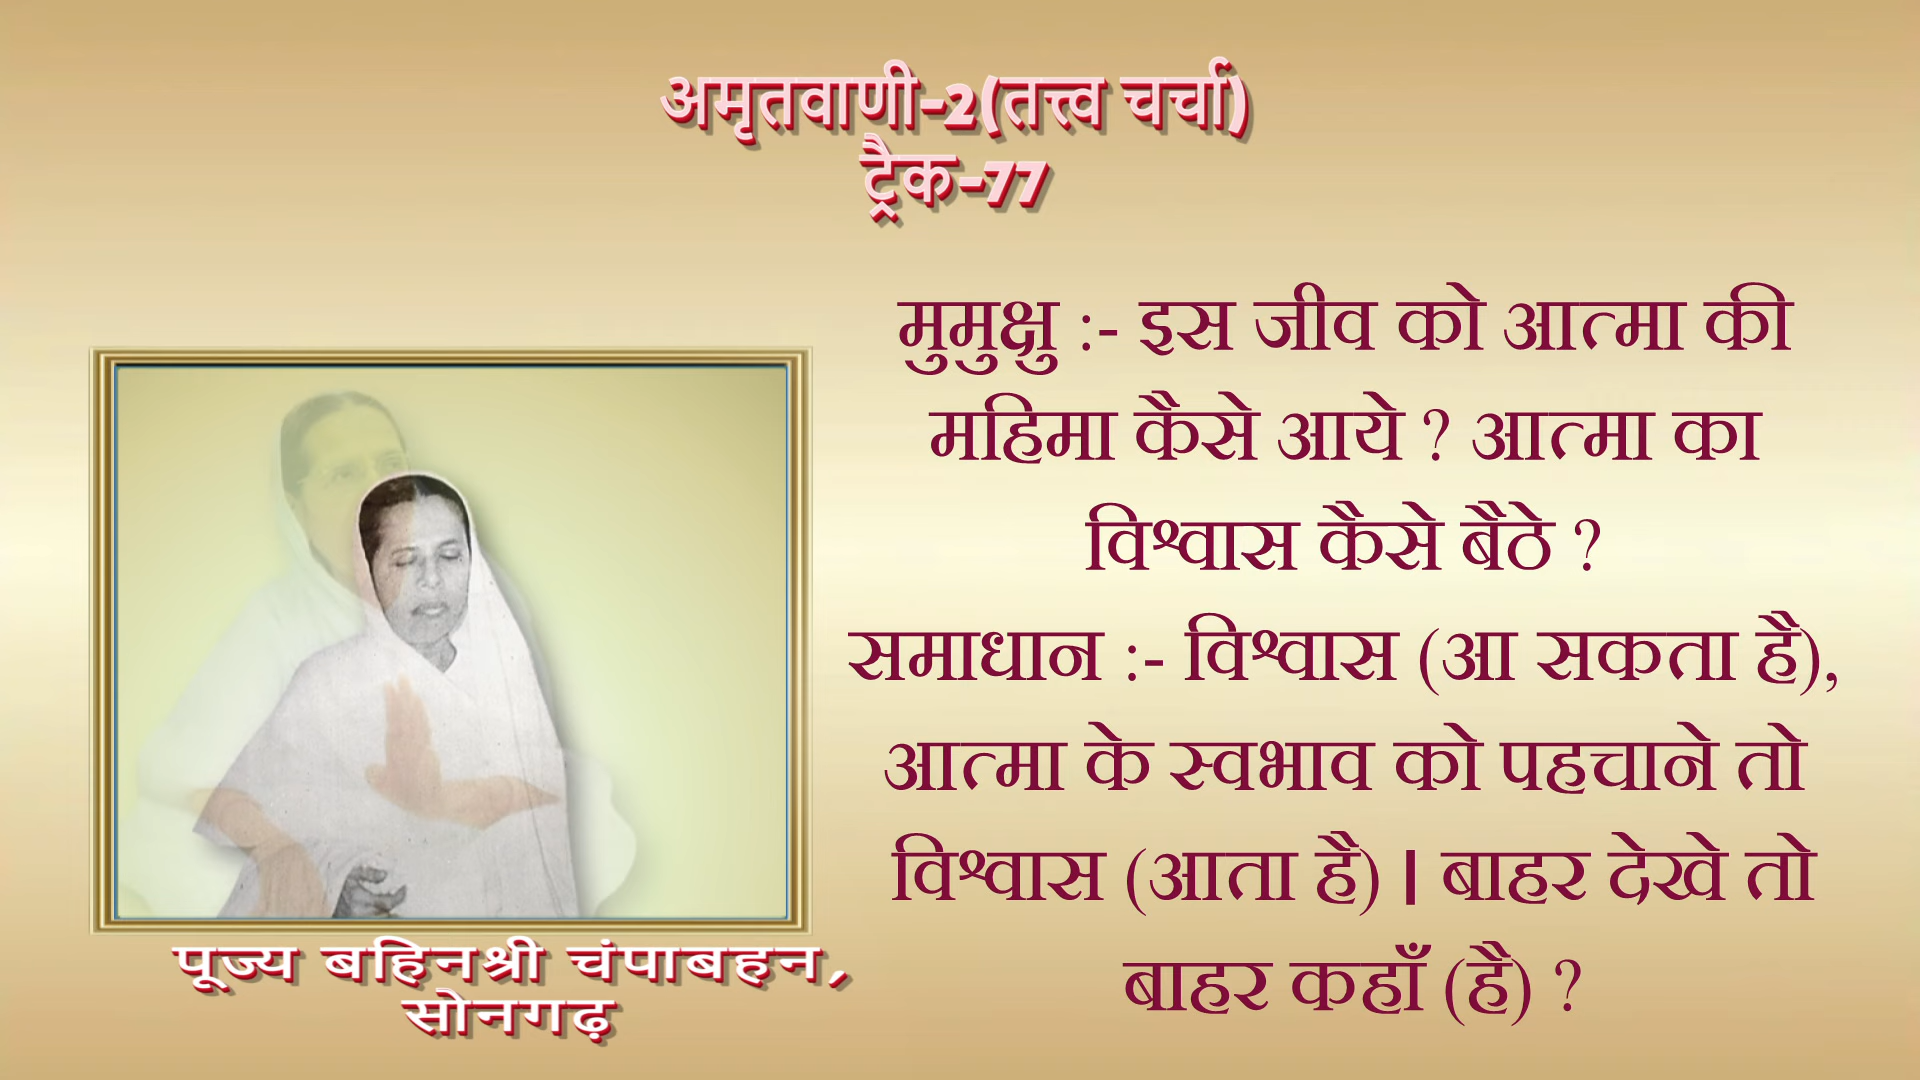 अमृतवाणी-2(तत्त्व चर्चा)
ट्रैक-77
मुमुक्षु :- इस जीव को आत्मा की
महिमा कैसे आये ? आत्मा का
विश्वास कैसे बैठे ?
समाधान :- विश्वास (आ सकता है),
आत्मा के स्वभाव को पहचाने तो
विश्वास (आता है) । बाहर देखे तो
बाहर कहाँ (है) ?
पूज्य बहिनश्री चंपाबहन,
सोनगढ़